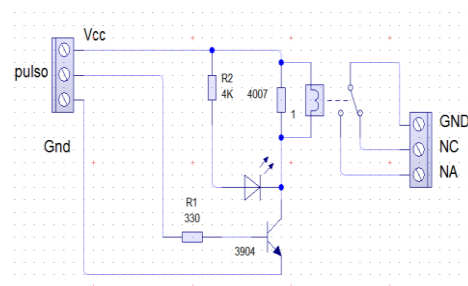 Vcc
pulso
Gnd
R2
4K
4007
1
R1
330
3904
GND
NC
NA